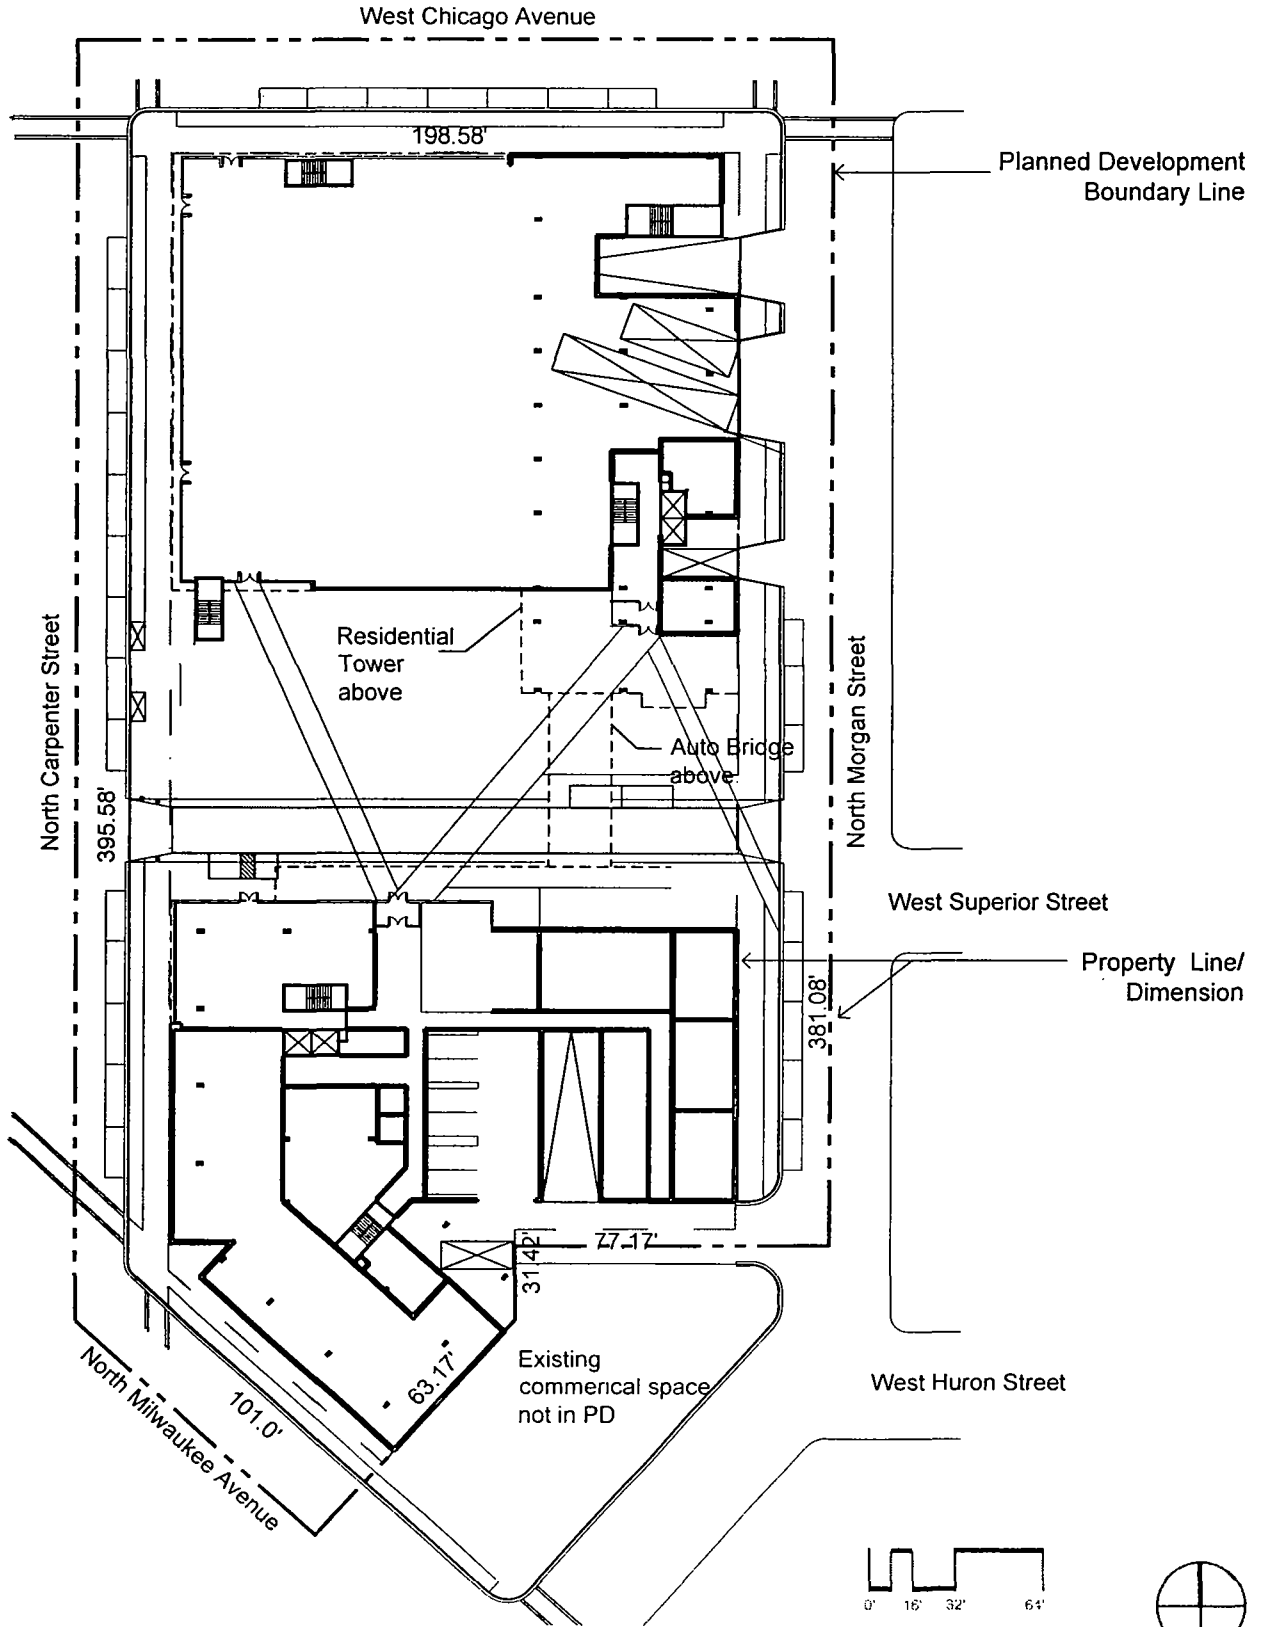 West Chicago Avenue
198.58'
Planned Development
Boundary Line
Residential
Tower
above
North Carpenter Street
395.58'
Auto Bridge
above
North Morgan Street
West Superior Street
Property Line/
Dimension
381.08'
77.17'
31.42'
Existing
commerical space
not in PD
63.17'
101.0'
North Milwaukee Avenue
West Huron Street
0' 16' 32' 64'